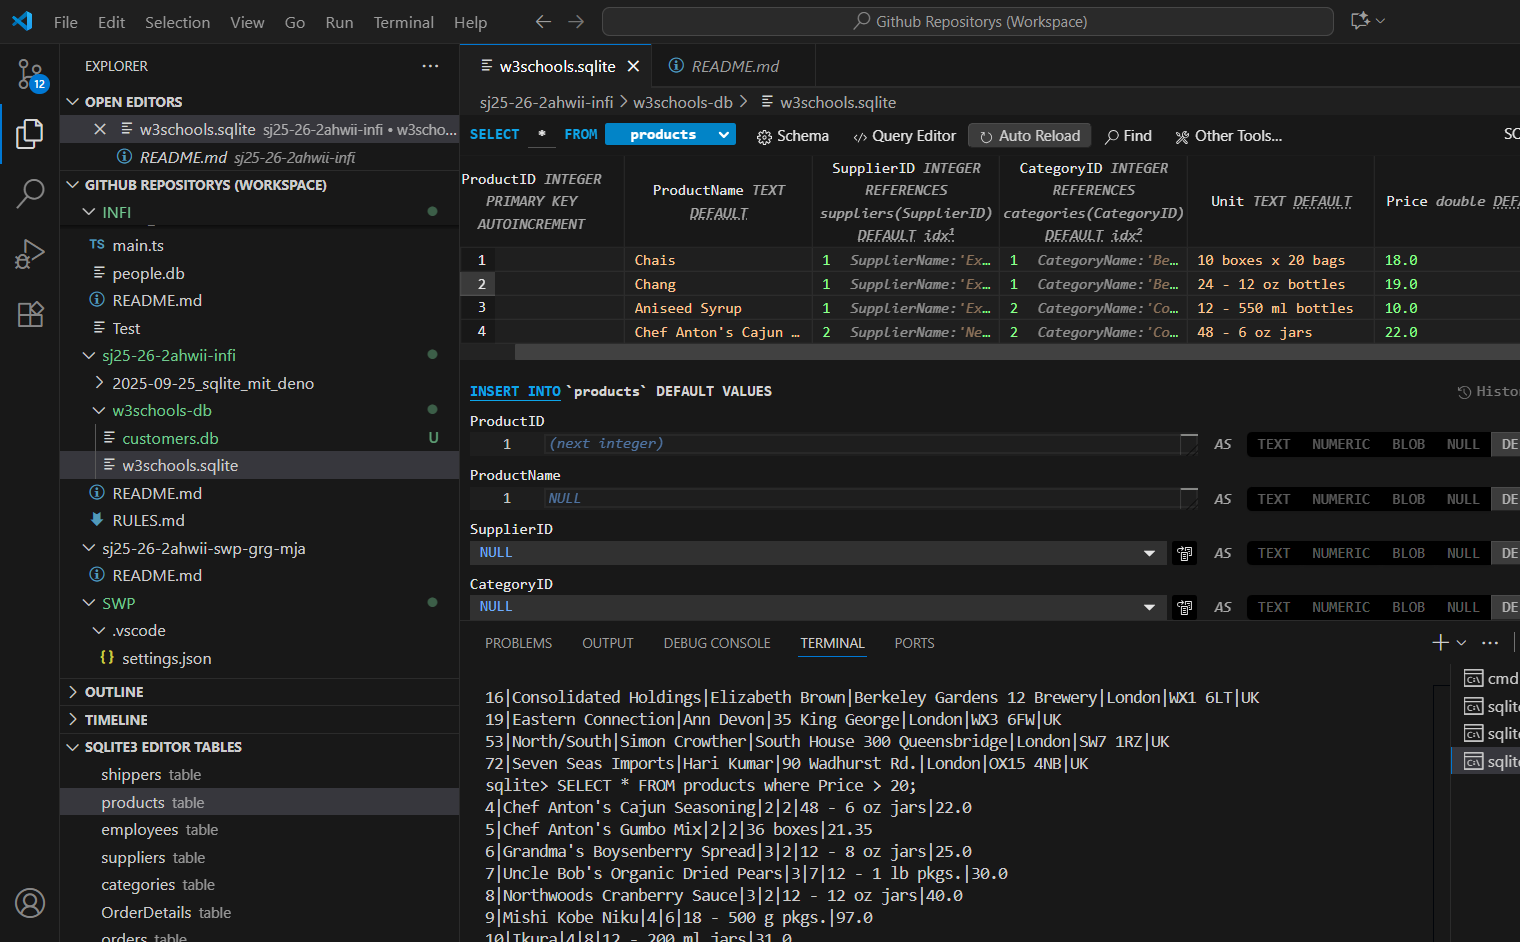 File Edit Selection View Go Run Terminal Help
Github Repositorys (Workspace)
12
EXPLORER
OPEN EDITORS
w3schools.sqlite sj25-26-2ahwii-infi • w3scho...
README.md sj25-26-2ahwii-infi
GITHUB REPOSITORYS (WORKSPACE)
INFI
TS main.ts
people.db
README.md
Test
sj25-26-2ahwii-infi
2025-09-25_sqlite_mit_deno
w3schools-db
customers.db U
w3schools.sqlite
README.md
RULES.md
sj25-26-2ahwii-swp-grg-mja
README.md
SWP
.vscode
{} settings.json
OUTLINE
TIMELINE
SQLITE3 EDITOR TABLES
shippers table
products table
employees table
suppliers table
categories table
OrderDetails table
orders table
w3schools.sqlite README.md
sj25-26-2ahwii-infi > w3schools-db > w3schools.sqlite
SELECT * FROM products Schema Query Editor Auto Reload Find Other Tools...
ProductID INTEGER PRIMARY KEY AUTOINCREMENT
ProductName TEXT DEFAULT
SupplierID INTEGER REFERENCES suppliers(SupplierID) DEFAULT idx1
CategoryID INTEGER REFERENCES categories(CategoryID) DEFAULT idx2
Unit TEXT DEFAULT
Price double DEFA
1 Chais 1 SupplierName:'Ex… 1 CategoryName:'Be… 10 boxes x 20 bags 18.0
2 Chang 1 SupplierName:'Ex… 1 CategoryName:'Be… 24 - 12 oz bottles 19.0
3 Aniseed Syrup 1 SupplierName:'Ex… 2 CategoryName:'Co… 12 - 550 ml bottles 10.0
4 Chef Anton's Cajun … 2 SupplierName:'Ne… 2 CategoryName:'Co… 48 - 6 oz jars 22.0
INSERT INTO `products` DEFAULT VALUES Histo
ProductID
1 (next integer) AS TEXT NUMERIC BLOB NULL DE
ProductName
1 NULL AS TEXT NUMERIC BLOB NULL DE
SupplierID
NULL AS TEXT NUMERIC BLOB NULL DE
CategoryID
NULL AS TEXT NUMERIC BLOB NULL DE
PROBLEMS OUTPUT DEBUG CONSOLE TERMINAL PORTS
16|Consolidated Holdings|Elizabeth Brown|Berkeley Gardens 12 Brewery|London|WX1 6LT|UK
19|Eastern Connection|Ann Devon|35 King George|London|WX3 6FW|UK
53|North/South|Simon Crowther|South House 300 Queensbridge|London|SW7 1RZ|UK
72|Seven Seas Imports|Hari Kumar|90 Wadhurst Rd.|London|OX15 4NB|UK
sqlite> SELECT * FROM products where Price > 20;
4|Chef Anton's Cajun Seasoning|2|2|48 - 6 oz jars|22.0
5|Chef Anton's Gumbo Mix|2|2|36 boxes|21.35
6|Grandma's Boysenberry Spread|3|2|12 - 8 oz jars|25.0
7|Uncle Bob's Organic Dried Pears|3|7|12 - 1 lb pkgs.|30.0
8|Northwoods Cranberry Sauce|3|2|12 - 12 oz jars|40.0
9|Mishi Kobe Niku|4|6|18 - 500 g pkgs.|97.0
10|Ikura|4|8|12 - 200 ml jars|31.0
cmd
sqlite
sqlite
sqlite